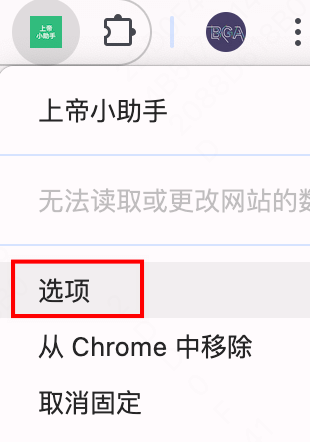 上帝
小助手
BGA
上帝小助手
无法读取或更改网站的数
选项
从 Chrome 中移除
取消固定